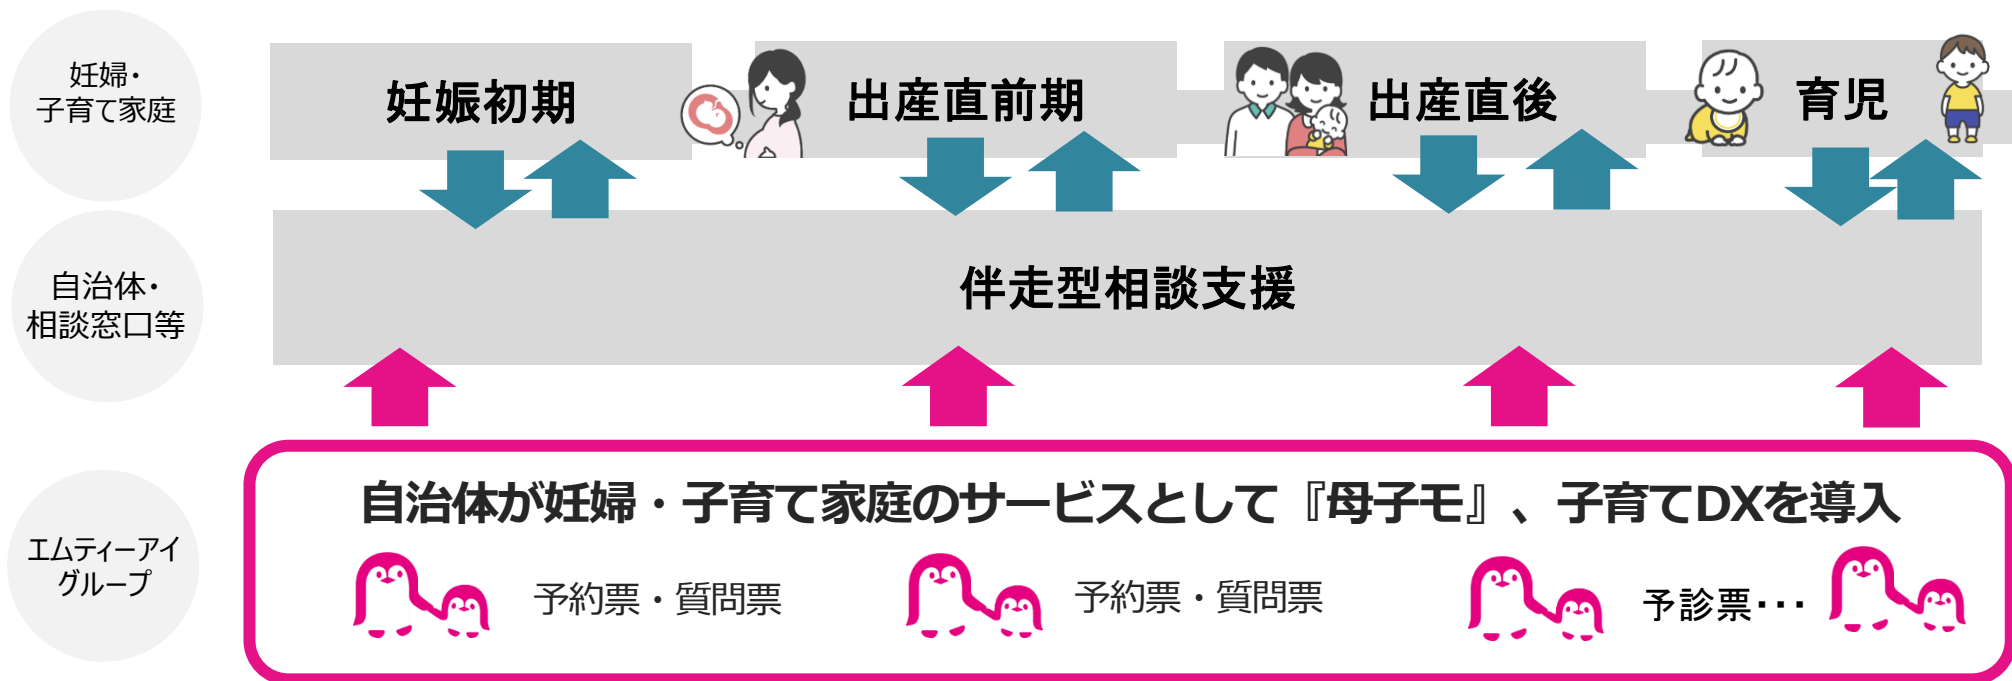 妊婦・
子育て家庭
妊娠初期
出産直前期
出産直後
育児
自治体・
相談窓口等
伴走型相談支援
エムティーアイ
グループ
自治体が妊婦・子育て家庭のサービスとして『母子モ』、子育てDXを導入
予約票・質問票
予約票・質問票
予診票・・・